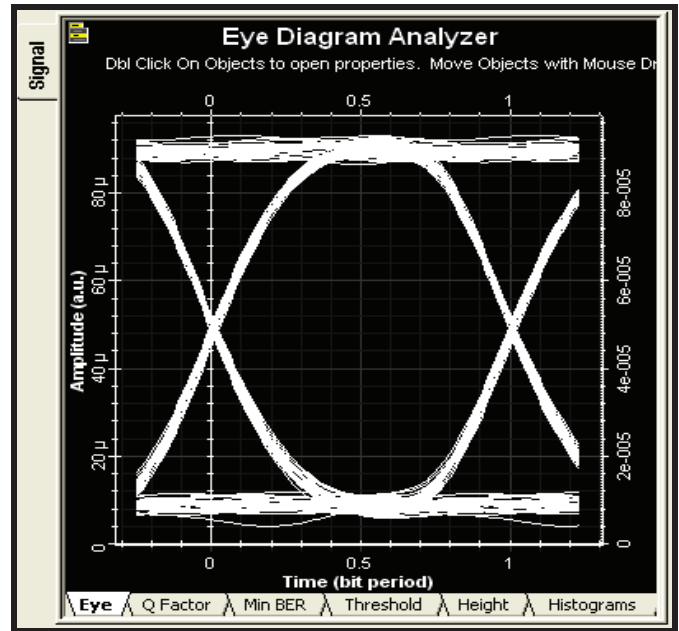 Signal
Eye Diagram Analyzer
Dbl Click On Objects to open properties. Move Objects with Mouse Dr
0 0.5 1
Amplitude (a.u.)
80 µ
60 µ
40 µ
20 µ
0
8e-005
6e-005
4e-005
2e-005
0
0 0.5 1
Time (bit period)
Eye Q Factor Min BER Threshold Height Histograms